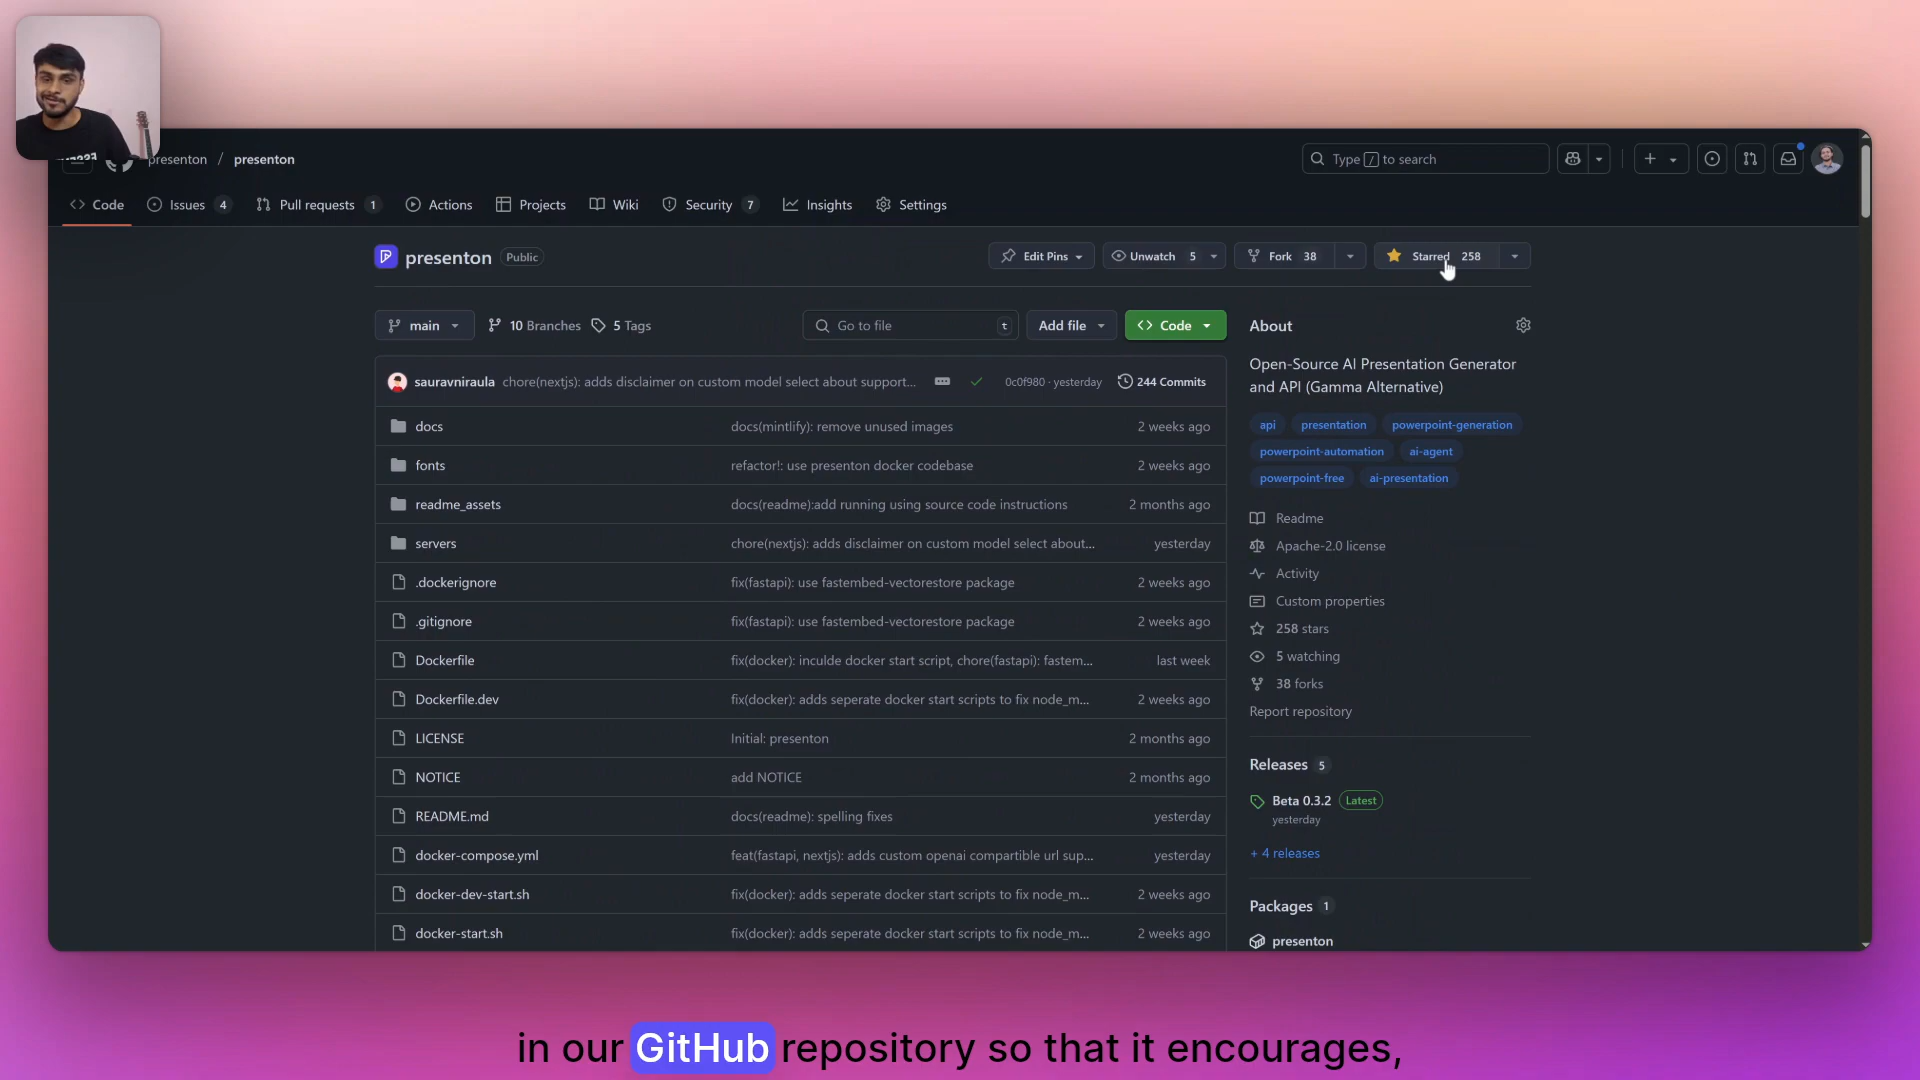 presenton / presenton
Type / to search
Code
Issues 4
Pull requests 1
Actions
Projects
Wiki
Security 7
Insights
Settings
presenton Public
Edit Pins
Unwatch 5
Fork 38
Starred 258
main
10 Branches
5 Tags
Go to file t
Add file
Code
sauravniraula chore(nextjs): adds disclaimer on custom model select about support... 0c0f980 · yesterday 244 Commits
docs docs(mintlify): remove unused images 2 weeks ago
fonts refactor!: use presenton docker codebase 2 weeks ago
readme_assets docs(readme):add running using source code instructions 2 months ago
servers chore(nextjs): adds disclaimer on custom model select about... yesterday
.dockerignore fix(fastapi): use fastembed-vectorestore package 2 weeks ago
.gitignore fix(fastapi): use fastembed-vectorestore package 2 weeks ago
Dockerfile fix(docker): inculde docker start script, chore(fastapi): fastem... last week
Dockerfile.dev fix(docker): adds seperate docker start scripts to fix node_m... 2 weeks ago
LICENSE Initial: presenton 2 months ago
NOTICE add NOTICE 2 months ago
README.md docs(readme): spelling fixes yesterday
docker-compose.yml feat(fastapi, nextjs): adds custom openai compartible url sup... yesterday
docker-dev-start.sh fix(docker): adds seperate docker start scripts to fix node_m... 2 weeks ago
docker-start.sh fix(docker): adds seperate docker start scripts to fix node_m... 2 weeks ago
About
Open-Source AI Presentation Generator
and API (Gamma Alternative)
api presentation powerpoint-generation
powerpoint-automation ai-agent
powerpoint-free ai-presentation
Readme
Apache-2.0 license
Activity
Custom properties
258 stars
5 watching
38 forks
Report repository
Releases 5
Beta 0.3.2 Latest
yesterday
+ 4 releases
Packages 1
presenton
in our GitHub repository so that it encourages,